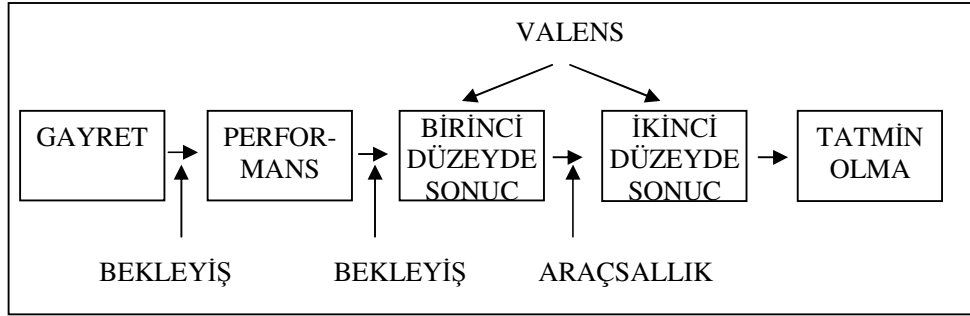 VALENS
GAYRET
PERFOR-
MANS
BİRİNCİ
DÜZEYDE
SONUC
İKİNCİ
DÜZEYDE
SONUC
TATMİN
OLMA
BEKLEYİŞ
BEKLEYİŞ
ARAÇSALLIK